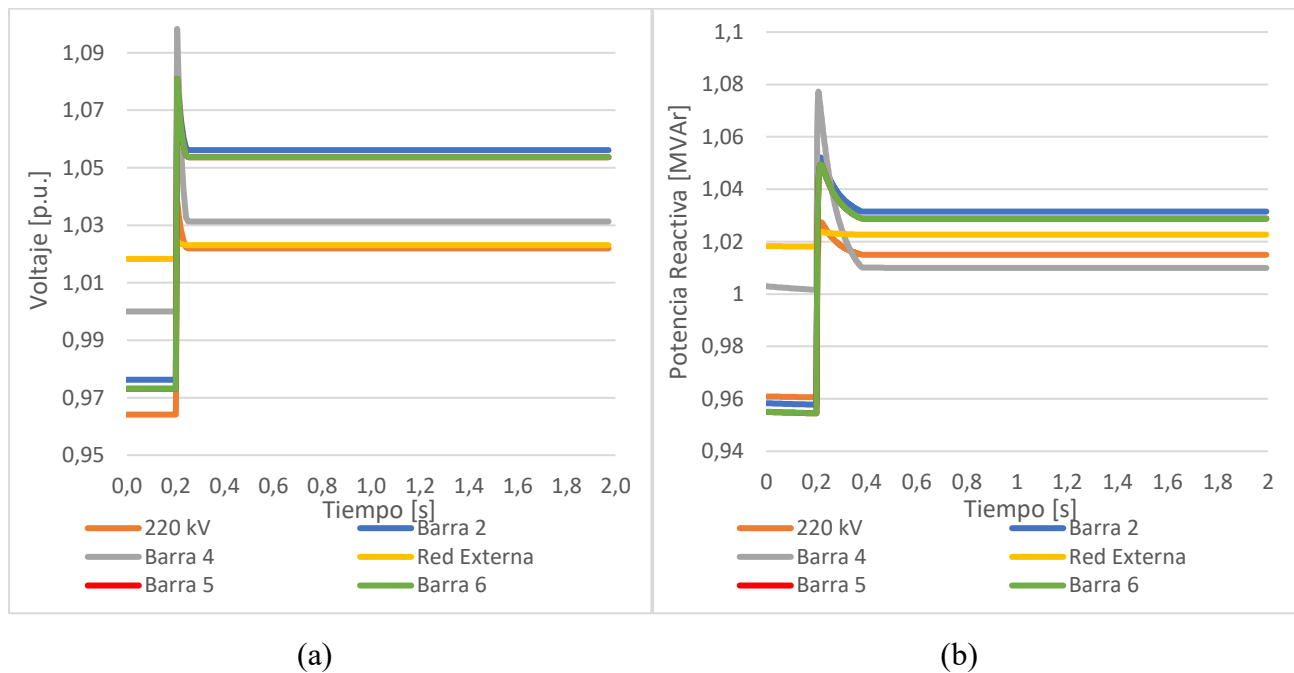 Voltaje [p.u.]
1,09
1,07
1,05
1,03
1,01
0,99
0,97
0,95
0,0 0,2 0,4 0,6 0,8 1,0 1,2 1,4 1,6 1,8 2,0
Tiempo [s]
220 kV Barra 2
Barra 4 Red Externa
Barra 5 Barra 6
(a)
Potencia Reactiva [MVAr]
1,1
1,08
1,06
1,04
1,02
1
0,98
0,96
0,94
0 0,2 0,4 0,6 0,8 1 1,2 1,4 1,6 1,8 2
Tiempo [s]
220 kV Barra 2
Barra 4 Red Externa
Barra 5 Barra 6
(b)